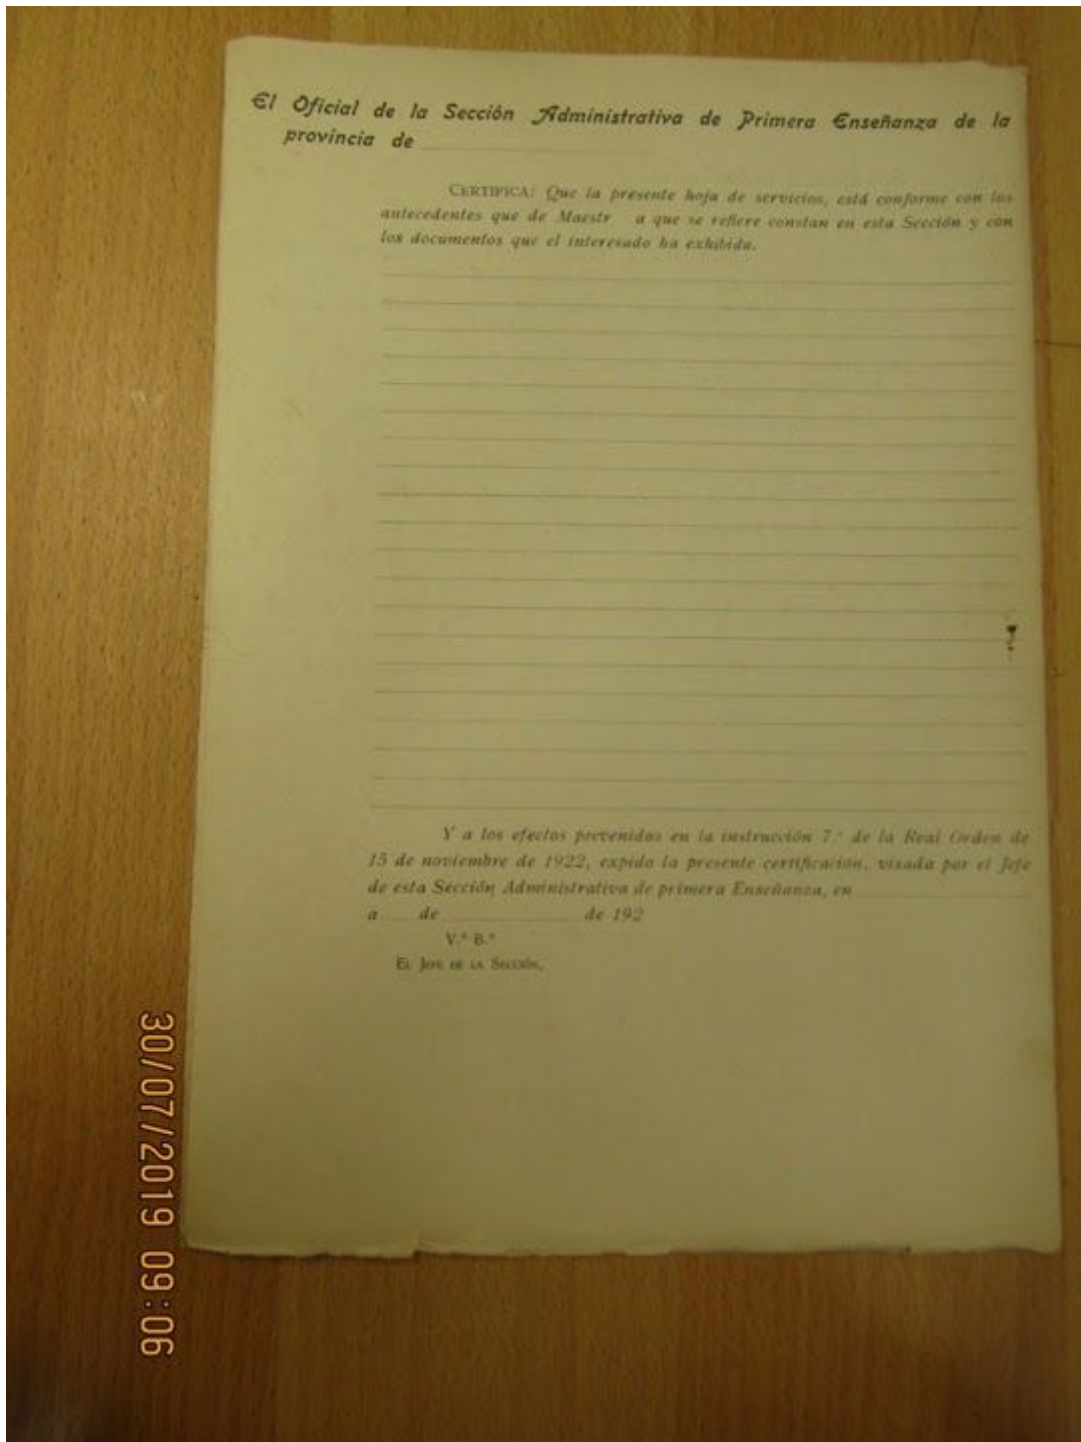 El Oficial de la Sección Administrativa de Primera Enseñanza de la
provincia de
CERTIFICA: Que la presente hoja de servicios, está conforme con los
antecedentes que de Maestr a que se refiere constan en esta Sección y con
los documentos que el interesado ha exhibido.
Y a los efectos prevenidos en la instrucción 7.ª de la Real Orden de
15 de noviembre de 1922, expido la presente certificación, visada por el Jefe
de esta Sección Administrativa de primera Enseñanza, en
a de de 192
V.º B.º
EL JEFE DE LA SECCIÓN,
30/07/2019 09:06